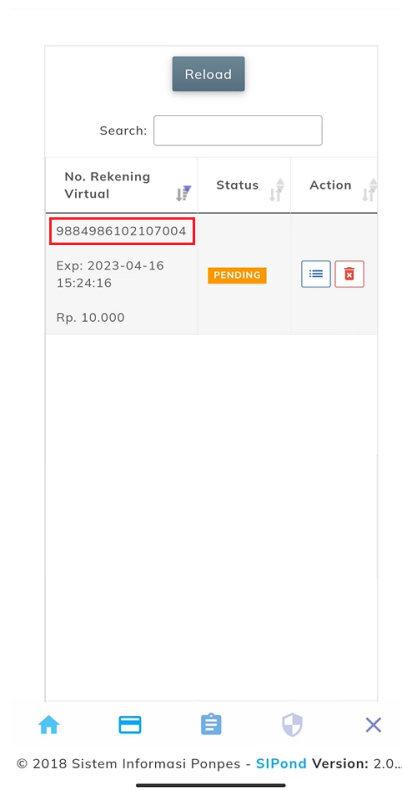 Reload
Search:
No. Rekening
Virtual
Status
Action
9884986102107004
Exp: 2023-04-16
15:24:16
Rp. 10.000
PENDING
© 2018 Sistem Informasi Ponpes - SIPond Version: 2.0...